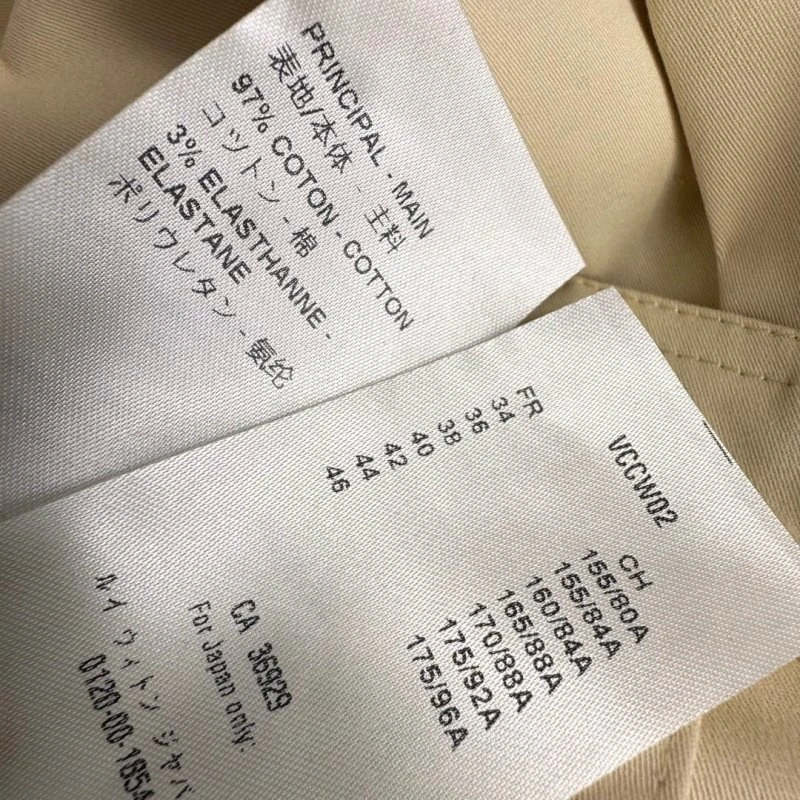 PRINCIPAL - MAIN
表地/本体 - 主料
97% COTON - COTTON
コットン - 棉
3% ELASTHANNE -
ELASTANE
ポリウレタン - 氨纶
VCCW02
FR
34
36
38
40
42
44
46
CH
155/80A
155/84A
160/84A
165/88A
170/88A
175/92A
175/96A
CA 36929
For Japan only:
ルイ ヴィトン ジャパ
0120-00-1854